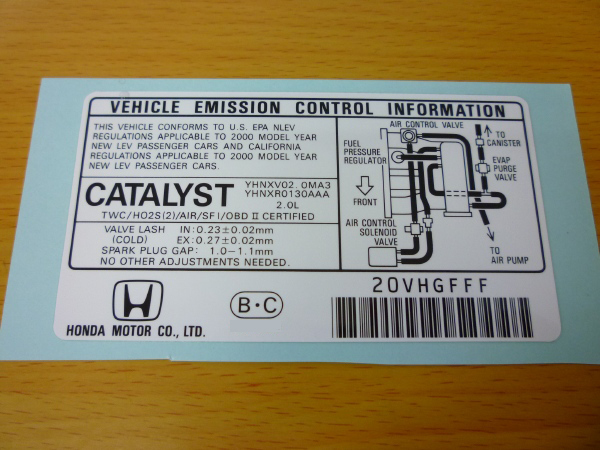 VEHICLE EMISSION CONTROL INFORMATION
THIS VEHICLE CONFORMS TO U.S. EPA NLEV
REGULATIONS APPLICABLE TO 2000 MODEL YEAR
NEW LEV PASSENGER CARS AND CALIFORNIA
REGULATIONS APPLICABLE TO 2000 MODEL YEAR
NEW LEV PASSENGER CARS.
CATALYST
YHNXV02.0MA3
YHNXR0130AAA
2.0L
TWC/HO2S(2)/AIR/SFI/OBD II CERTIFIED
VALVE LASH IN:0.23±0.02mm
(COLD) EX:0.27±0.02mm
SPARK PLUG GAP: 1.0-1.1mm
NO OTHER ADJUSTMENTS NEEDED.
AIR CONTROL VALVE
FUEL
PRESSURE
REGULATOR
FRONT
AIR CONTROL
SOLENOID
VALVE
TO
CANISTER
EVAP
PURGE
VALVE
TO
AIR PUMP
HONDA MOTOR CO., LTD.
B·C
20VHGFFF